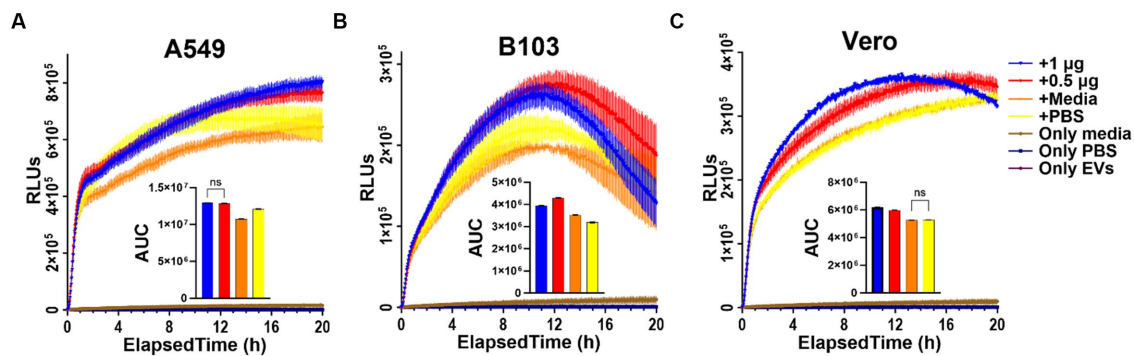 A
A549
RLUs
8×10⁵
6×10⁵
4×10⁵
2×10⁵
0
0 4 8 12 16 20
ElapsedTime (h)
AUC
1.5×10⁷
1.0×10⁷
5×10⁶
0
ns
B
B103
RLUs
3×10⁵
2×10⁵
1×10⁵
0
0 4 8 12 16 20
ElapsedTime (h)
AUC
5×10⁶
4×10⁶
3×10⁶
2×10⁶
1×10⁶
0
C
Vero
RLUs
4×10⁵
3×10⁵
2×10⁵
1×10⁵
0
0 4 8 12 16 20
ElapsedTime (h)
AUC
8×10⁶
6×10⁶
4×10⁶
2×10⁶
0
ns
+1 µg
+0.5 µg
+Media
+PBS
Only media
Only PBS
Only EVs